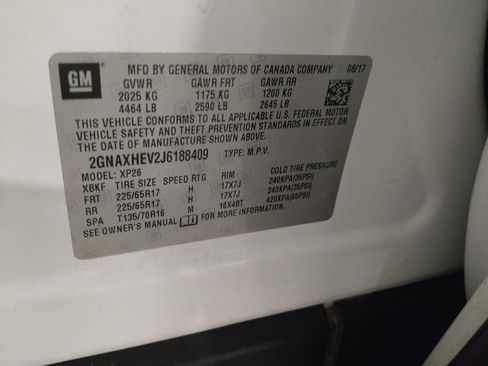 GM
MFD BY GENERAL MOTORS OF CANADA COMPANY 08/17
GVWR GAWR FRT GAWR RR
2025 KG 1175 KG 1200 KG
4464 LB 2590 LB 2645 LB
THIS VEHICLE CONFORMS TO ALL APPLICABLE U.S. FEDERAL MOTOR
VEHICLE SAFETY AND THEFT PREVENTION STANDARDS IN EFFECT ON
THE DATE OF MANUFACTURE SHOWN ABOVE.
2GNAXHEV2J6188409 TYPE: M.P.V.
MODEL: XP26
XBKF TIRE SIZE SPEED RTG RIM COLD TIRE PRESSURE
FRT 225/65R17 H 17X7J 240KPA(35PSI)
RR 225/65R17 H 17X7J 240KPA(35PSI)
SPA T135/70R16 M 16X4BT 420KPA(60PSI)
SEE OWNER'S MANUAL FOR MORE INFORMATION.